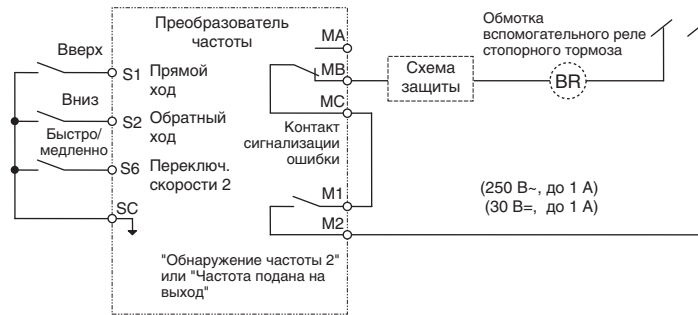 Преобразователь
частоты
Обмотка
вспомогательного реле
стопорного тормоза
Вверх
S1 Прямой
ход
Вниз
S2 Обратный
ход
Быстро/
медленно
S6 Переключ.
скорости 2
SC
MA
MB
MC
Контакт
сигнализации
ошибки
M1
M2
Схема
защиты
BR
(250 В~, до 1 А)
(30 В=, до 1 А)
"Обнаружение частоты 2"
или "Частота подана на
выход"